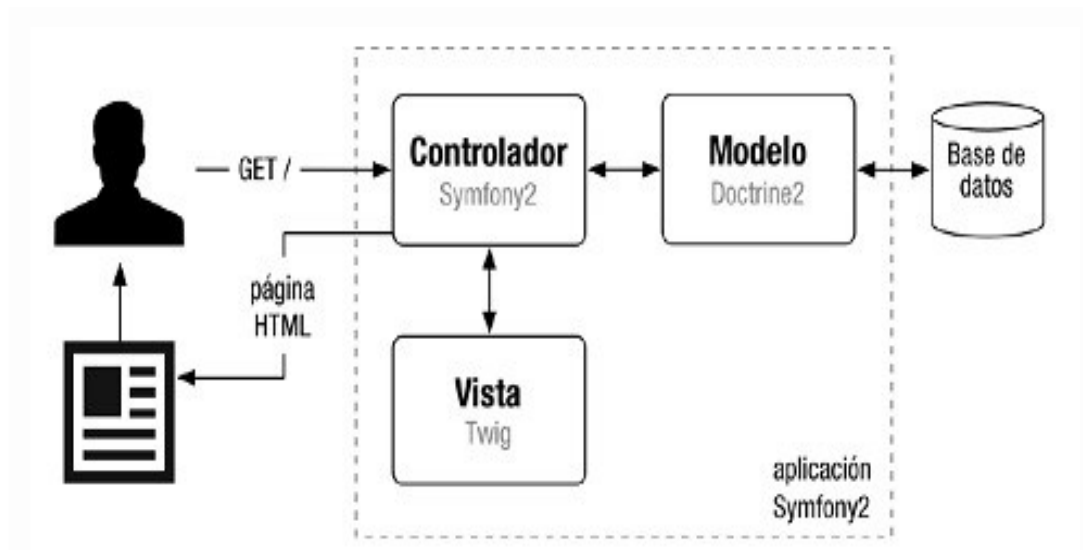 GET /
Controlador
Symfony2
Modelo
Doctrine2
Base de
datos
página
HTML
Vista
Twig
aplicación
Symfony2